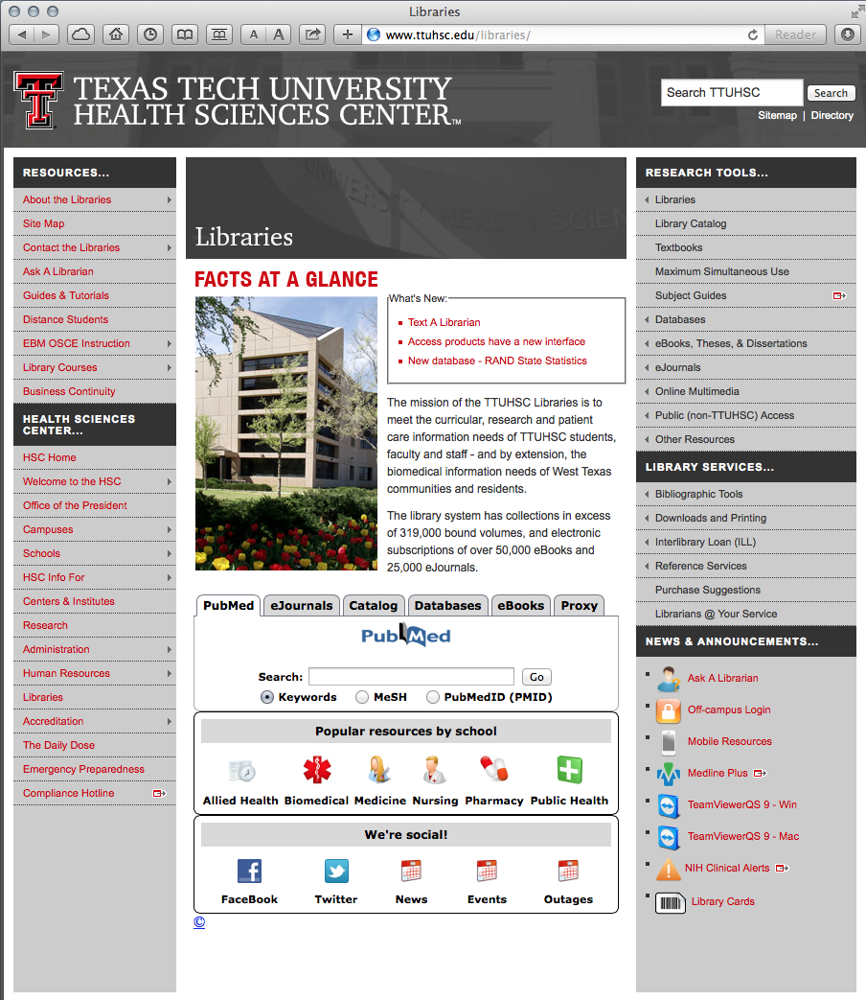 Libraries
A A
www.ttuhsc.edu/libraries/
Reader
TEXAS TECH UNIVERSITY
HEALTH SCIENCES CENTER™
Search TTUHSC
Search
Sitemap | Directory
RESOURCES...
About the Libraries
Site Map
Contact the Libraries
Ask A Librarian
Guides & Tutorials
Distance Students
EBM OSCE Instruction
Library Courses
Business Continuity
HEALTH SCIENCES
CENTER...
HSC Home
Welcome to the HSC
Office of the President
Campuses
Schools
HSC Info For
Centers & Institutes
Research
Administration
Human Resources
Libraries
Accreditation
The Daily Dose
Emergency Preparedness
Compliance Hotline
Libraries
FACTS AT A GLANCE
What's New:
Text A Librarian
Access products have a new interface
New database - RAND State Statistics
The mission of the TTUHSC Libraries is to
meet the curricular, research and patient
care information needs of TTUHSC students,
faculty and staff - and by extension, the
biomedical information needs of West Texas
communities and residents.
The library system has collections in excess
of 319,000 bound volumes, and electronic
subscriptions of over 50,000 eBooks and
25,000 eJournals.
PubMed eJournals Catalog Databases eBooks Proxy
PubMed
Search: Go
Keywords MeSH PubMedID (PMID)
Popular resources by school
Allied Health Biomedical Medicine Nursing Pharmacy Public Health
We're social!
FaceBook Twitter News Events Outages
©
RESEARCH TOOLS...
Libraries
Library Catalog
Textbooks
Maximum Simultaneous Use
Subject Guides
Databases
eBooks, Theses, & Dissertations
eJournals
Online Multimedia
Public (non-TTUHSC) Access
Other Resources
LIBRARY SERVICES...
Bibliographic Tools
Downloads and Printing
Interlibrary Loan (ILL)
Reference Services
Purchase Suggestions
Librarians @ Your Service
NEWS & ANNOUNCEMENTS...
Ask A Librarian
Off-campus Login
Mobile Resources
Medline Plus
TeamViewerQS 9 - Win
TeamViewerQS 9 - Mac
NIH Clinical Alerts
Library Cards